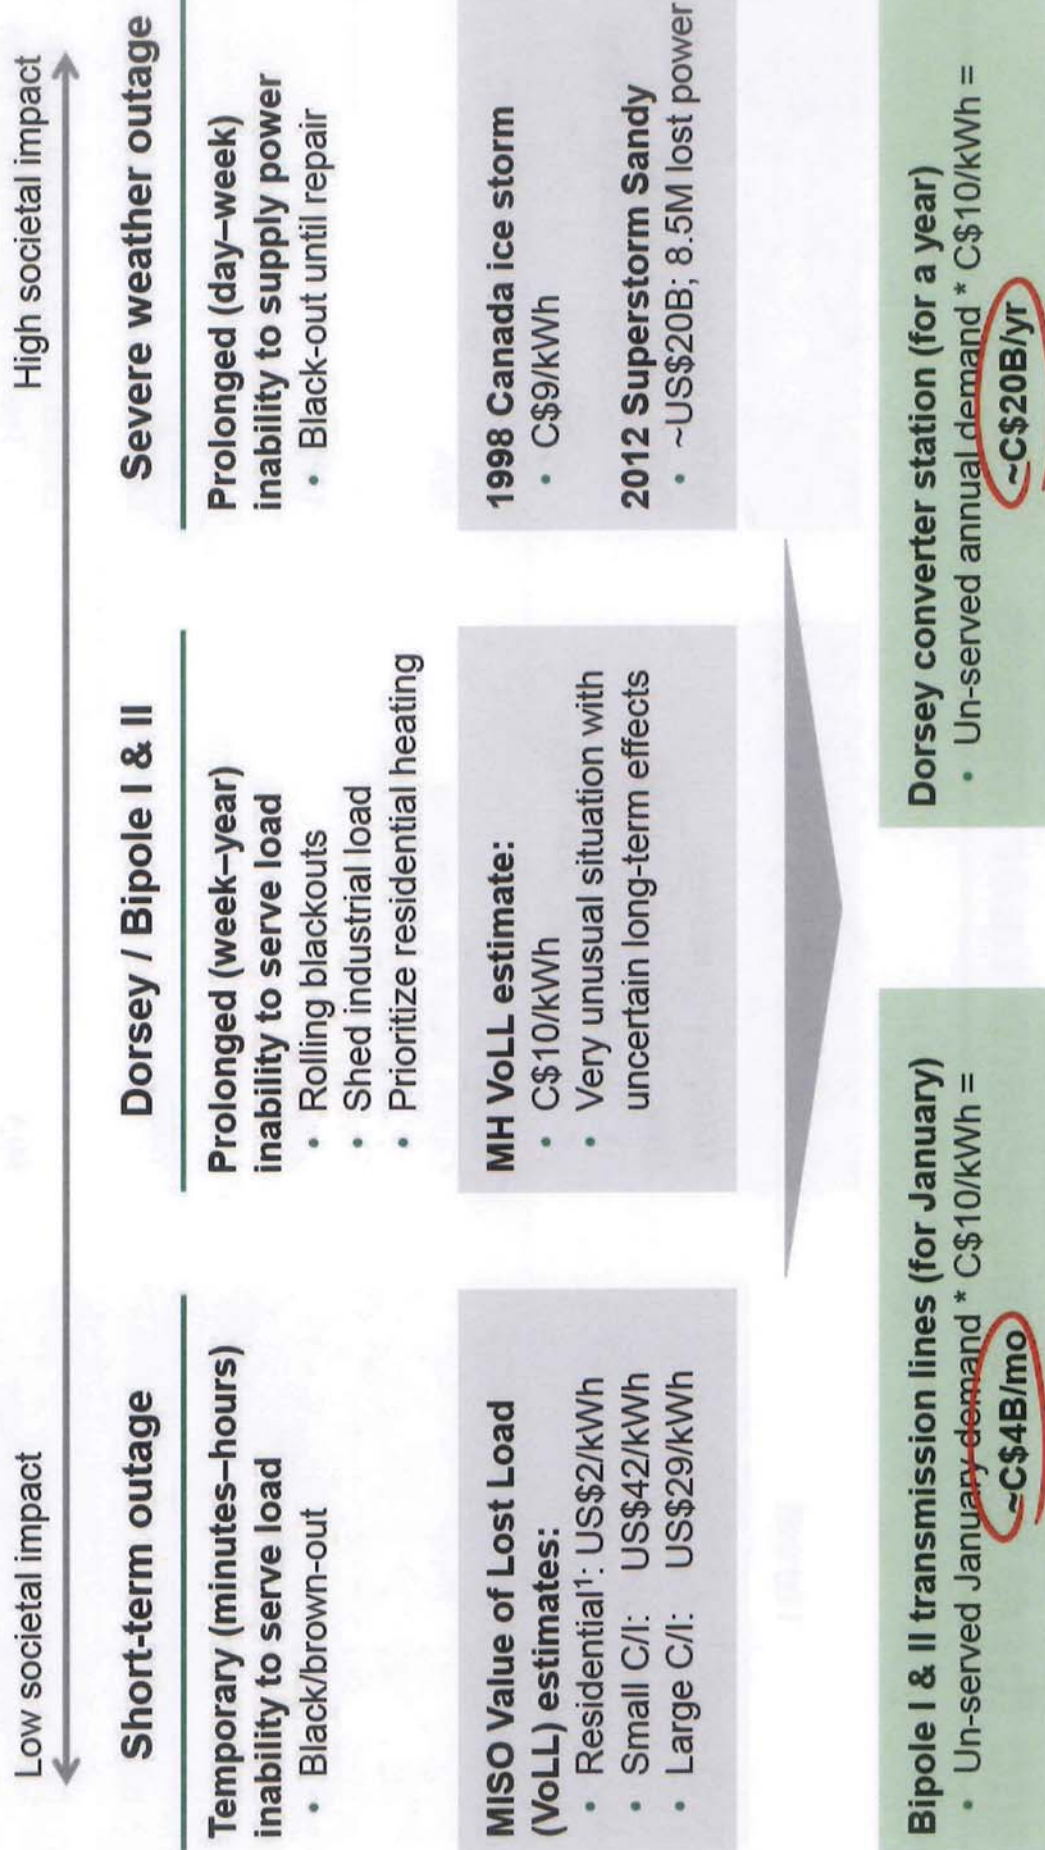 Low societal impact
High societal impact
Short-term outage
Temporary (minutes–hours)
inability to serve load
• Black/brown-out
MISO Value of Lost Load
(VoLL) estimates:
• Residential¹: US$2/kWh
• Small C/I: US$42/kWh
• Large C/I: US$29/kWh
Dorsey / Bipole I & II
Prolonged (week–year)
inability to serve load
• Rolling blackouts
• Shed industrial load
• Prioritize residential heating
MH VoLL estimate:
• C$10/kWh
• Very unusual situation with
uncertain long-term effects
Severe weather outage
Prolonged (day–week)
inability to supply power
• Black-out until repair
1998 Canada ice storm
• C$9/kWh
2012 Superstorm Sandy
• ~US$20B; 8.5M lost power
Bipole I & II transmission lines (for January)
• Un-served January demand * C$10/kWh =
~C$4B/mo
Dorsey converter station (for a year)
• Un-served annual demand * C$10/kWh =
~C$20B/yr